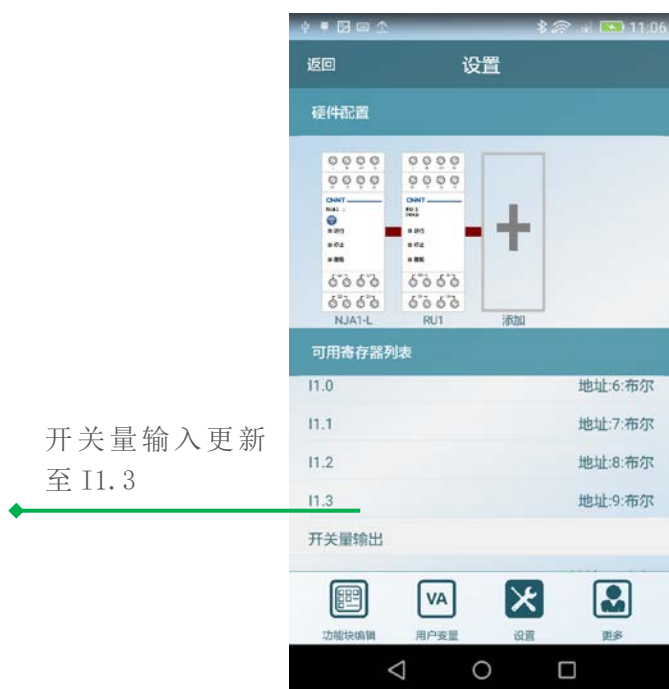 11:06
返回
设置
硬件配置
CHNT
CHNT
NJA1-L
RU1
添加
可用寄存器列表
I1.0
地址:6:布尔
I1.1
地址:7:布尔
I1.2
地址:8:布尔
I1.3
地址:9:布尔
开关量输出
开关量输入更新
至 I1.3
VA
功能块编辑
用户变量
设置
更多